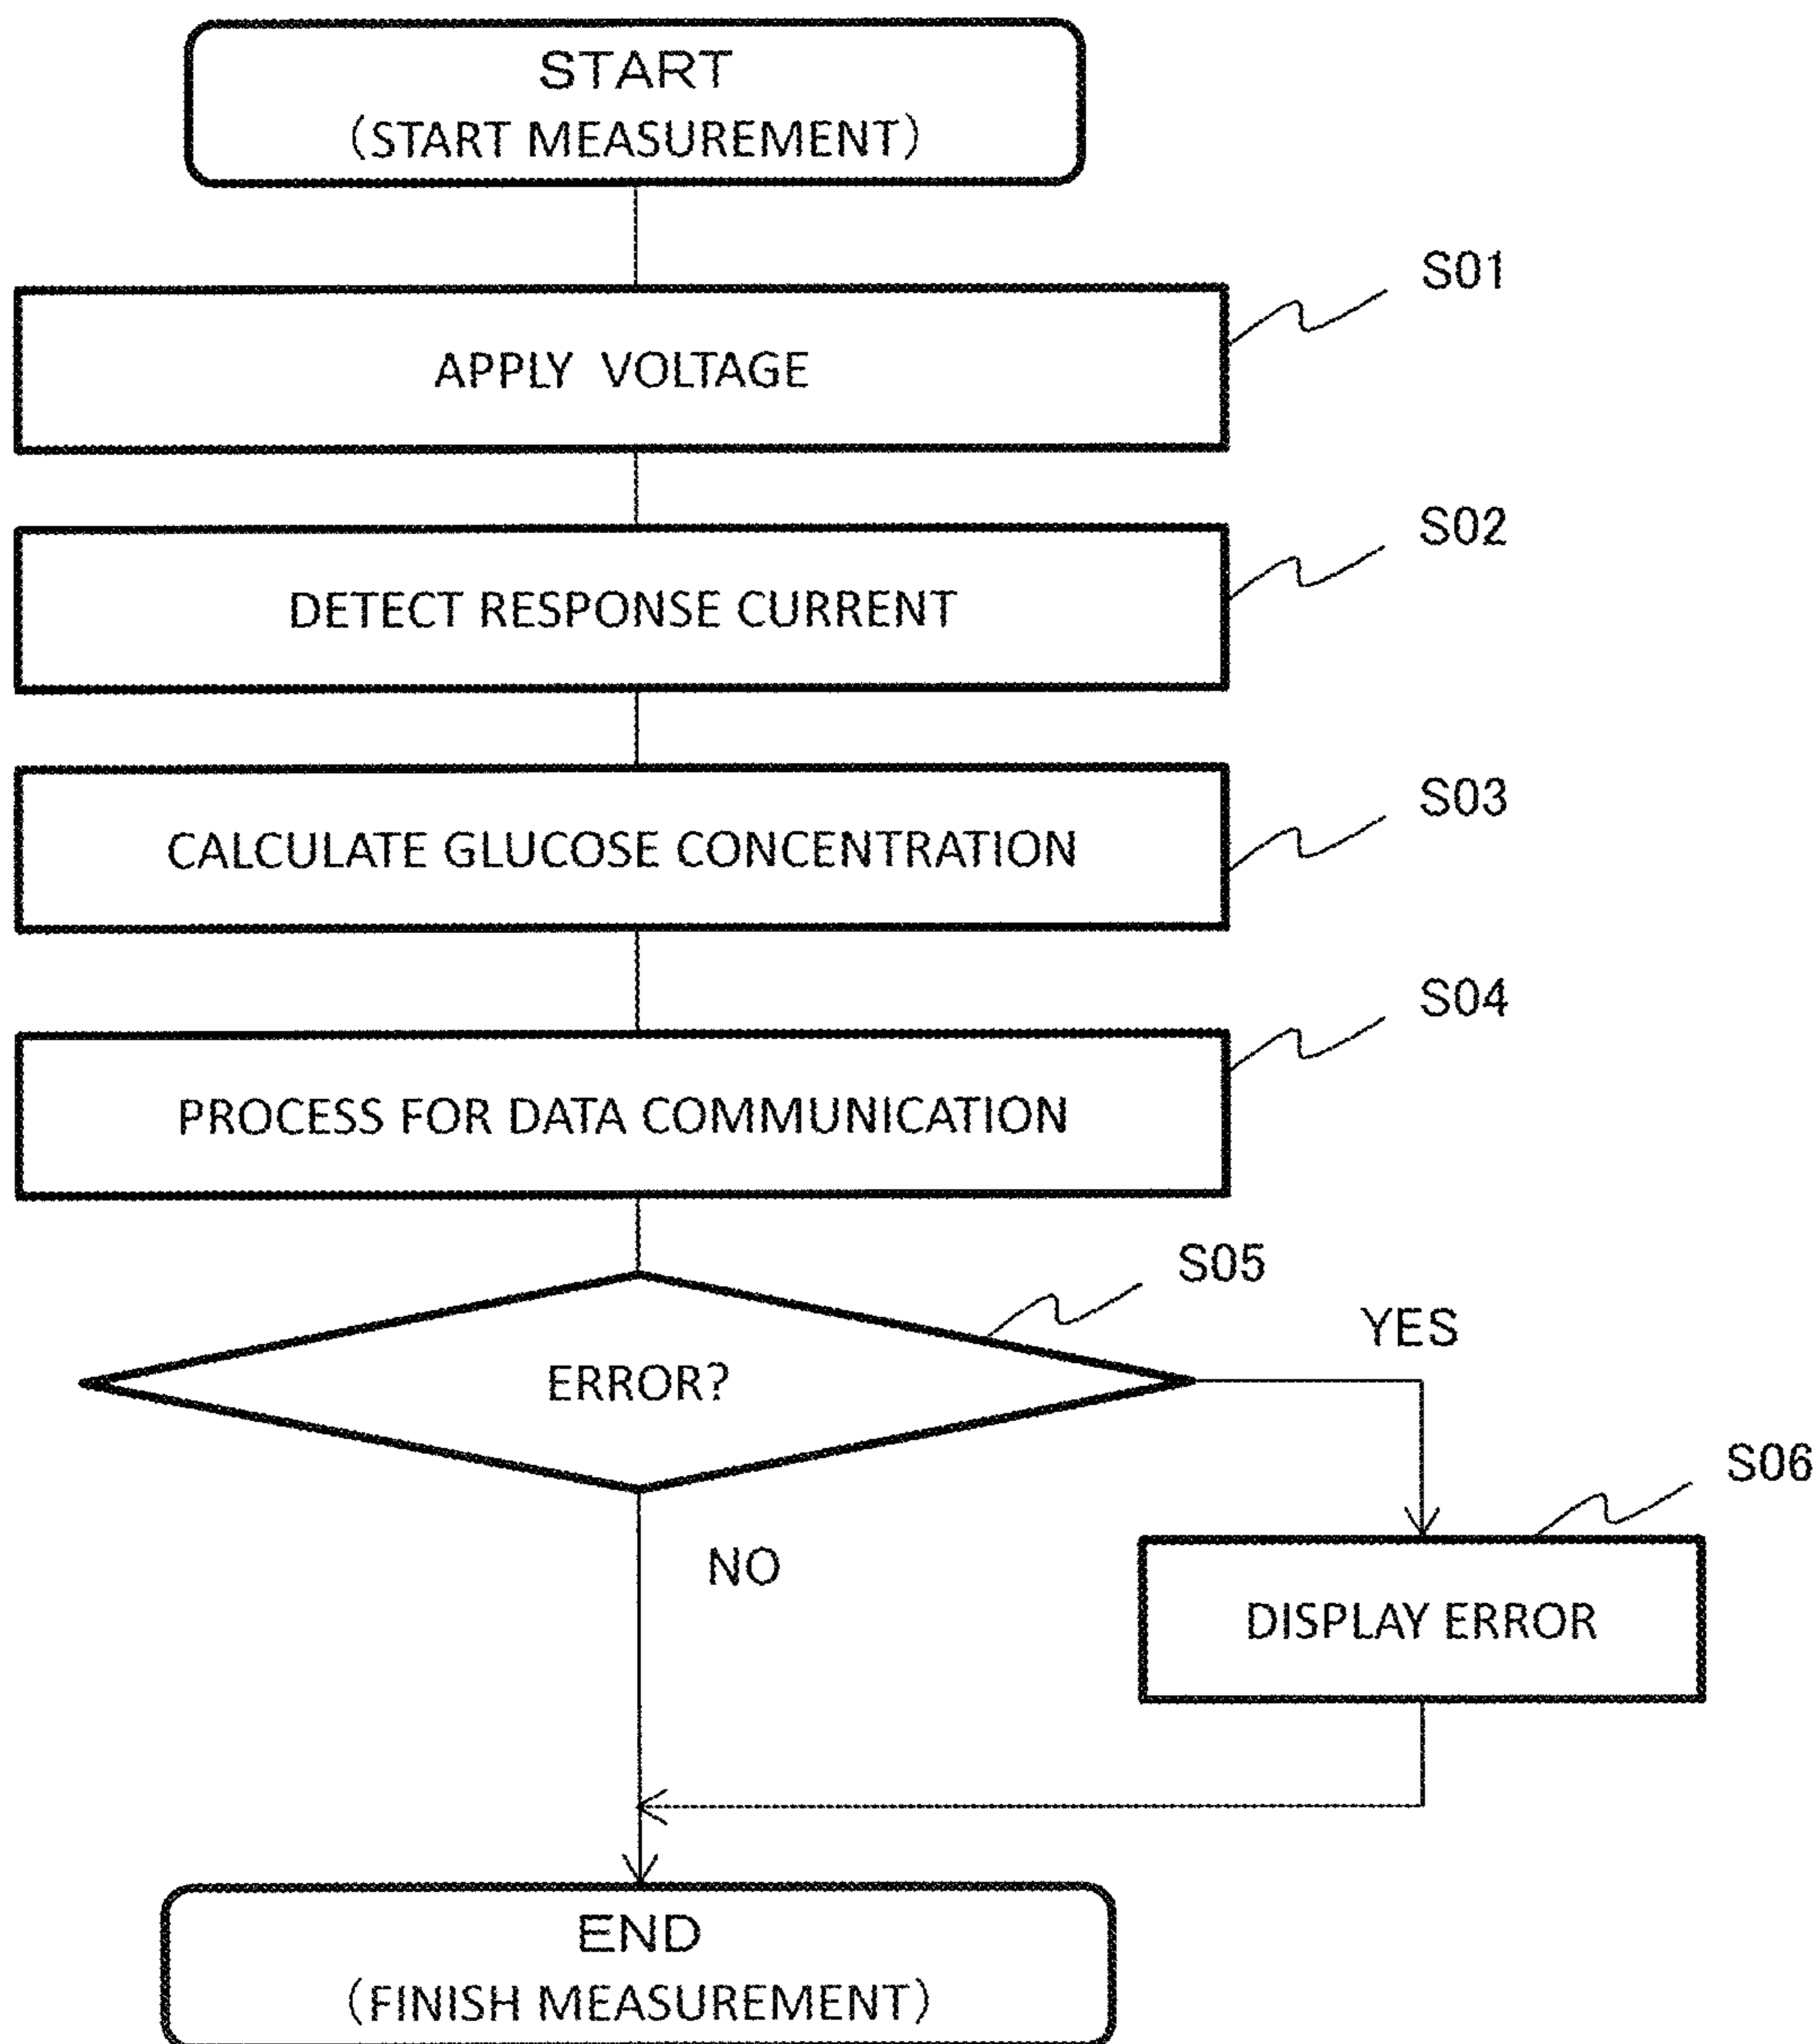 START
(START MEASUREMENT)
S01
APPLY VOLTAGE
S02
DETECT RESPONSE CURRENT
S03
CALCULATE GLUCOSE CONCENTRATION
S04
PROCESS FOR DATA COMMUNICATION
S05
ERROR?
YES
S06
NO
DISPLAY ERROR
END
(FINISH MEASUREMENT)